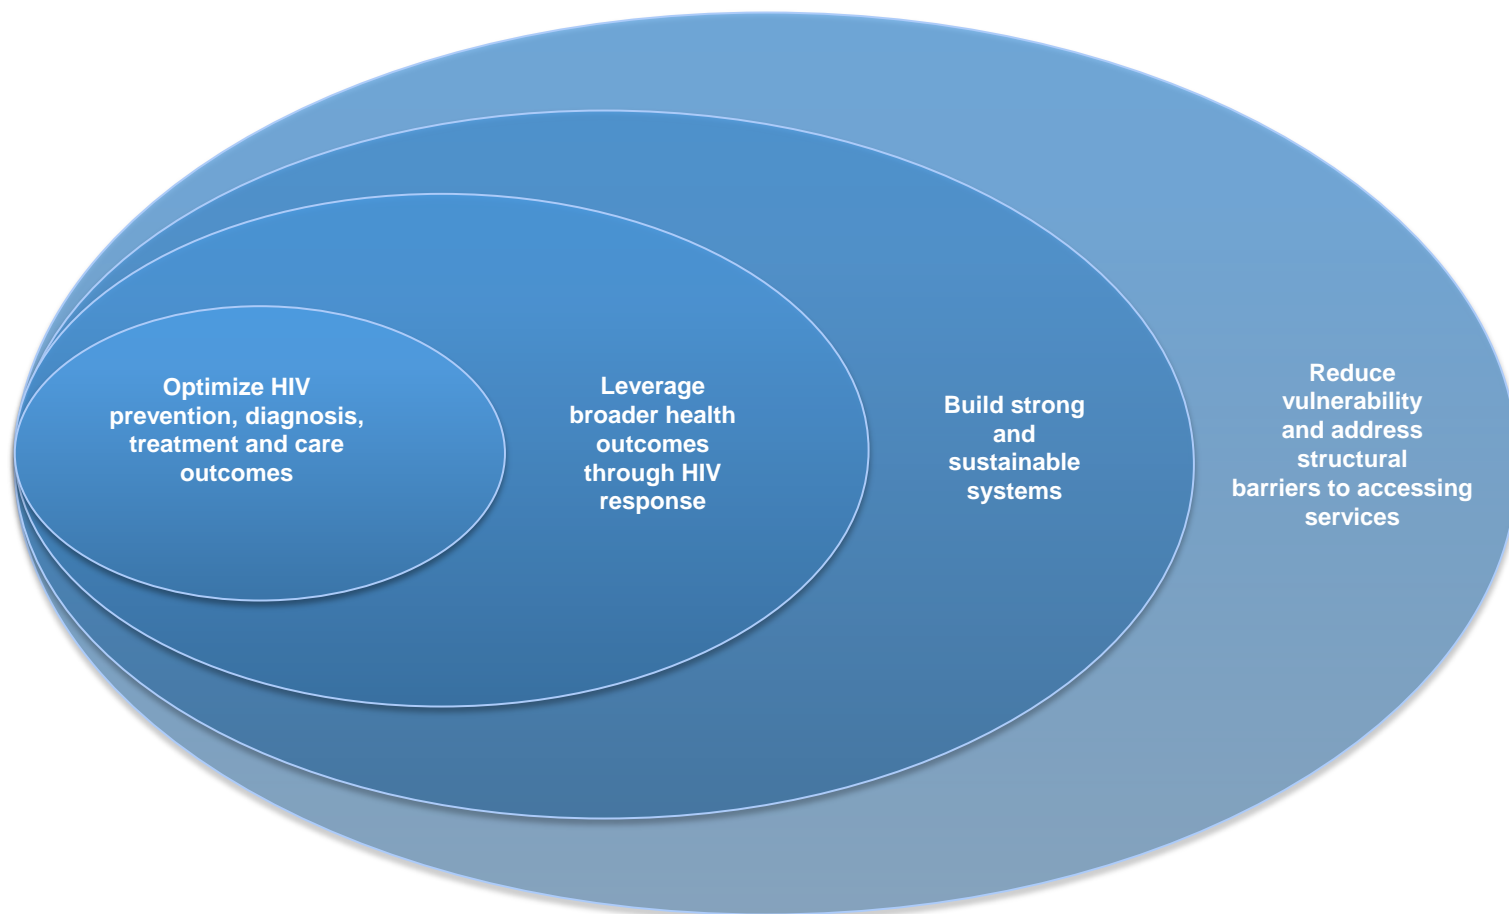 Optimize HIV
prevention, diagnosis,
treatment and care
outcomes
Leverage
broader health
outcomes
through HIV
response
Build strong
and
sustainable
systems
Reduce
vulnerability
and address
structural
barriers to accessing
services